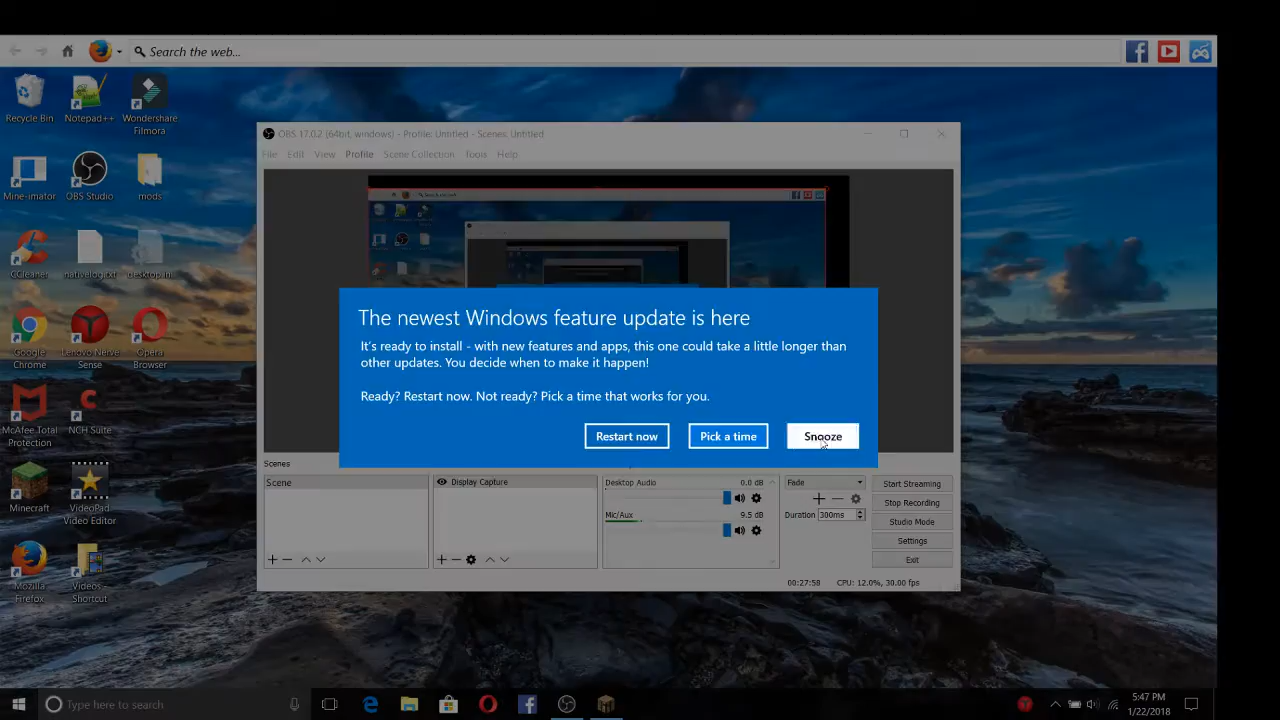 Search the web...
Recycle Bin
Notepad++
Wondershare
Filmora
Mine-imator
OBS Studio
mods
CCleaner
nativelog.txt
desktop.in...
Google
Chrome
Lenovo Nerve
Sense
Opera
Browser
McAfee Total
Protection
NCH Suite
Minecraft
VideoPad
Video Editor
Mozilla
Firefox
Videos -
Shortcut
OBS 17.0.2 (64bit, windows) - Profile: Untitled - Scenes: Untitled
File Edit View Profile Scene Collection Tools Help
The newest Windows feature update is here
It's ready to install - with new features and apps, this one could take a little longer than
other updates. You decide when to make it happen!
Ready? Restart now. Not ready? Pick a time that works for you.
Restart now Pick a time Snooze
Scenes
Scene
Display Capture
Desktop Audio 0.0 dB
Mic/Aux 9.5 dB
Fade
Duration 300ms
Start Streaming
Stop Recording
Studio Mode
Settings
Exit
00:27:58 CPU: 12.0%, 30.00 fps
Type here to search
5:47 PM
1/22/2018